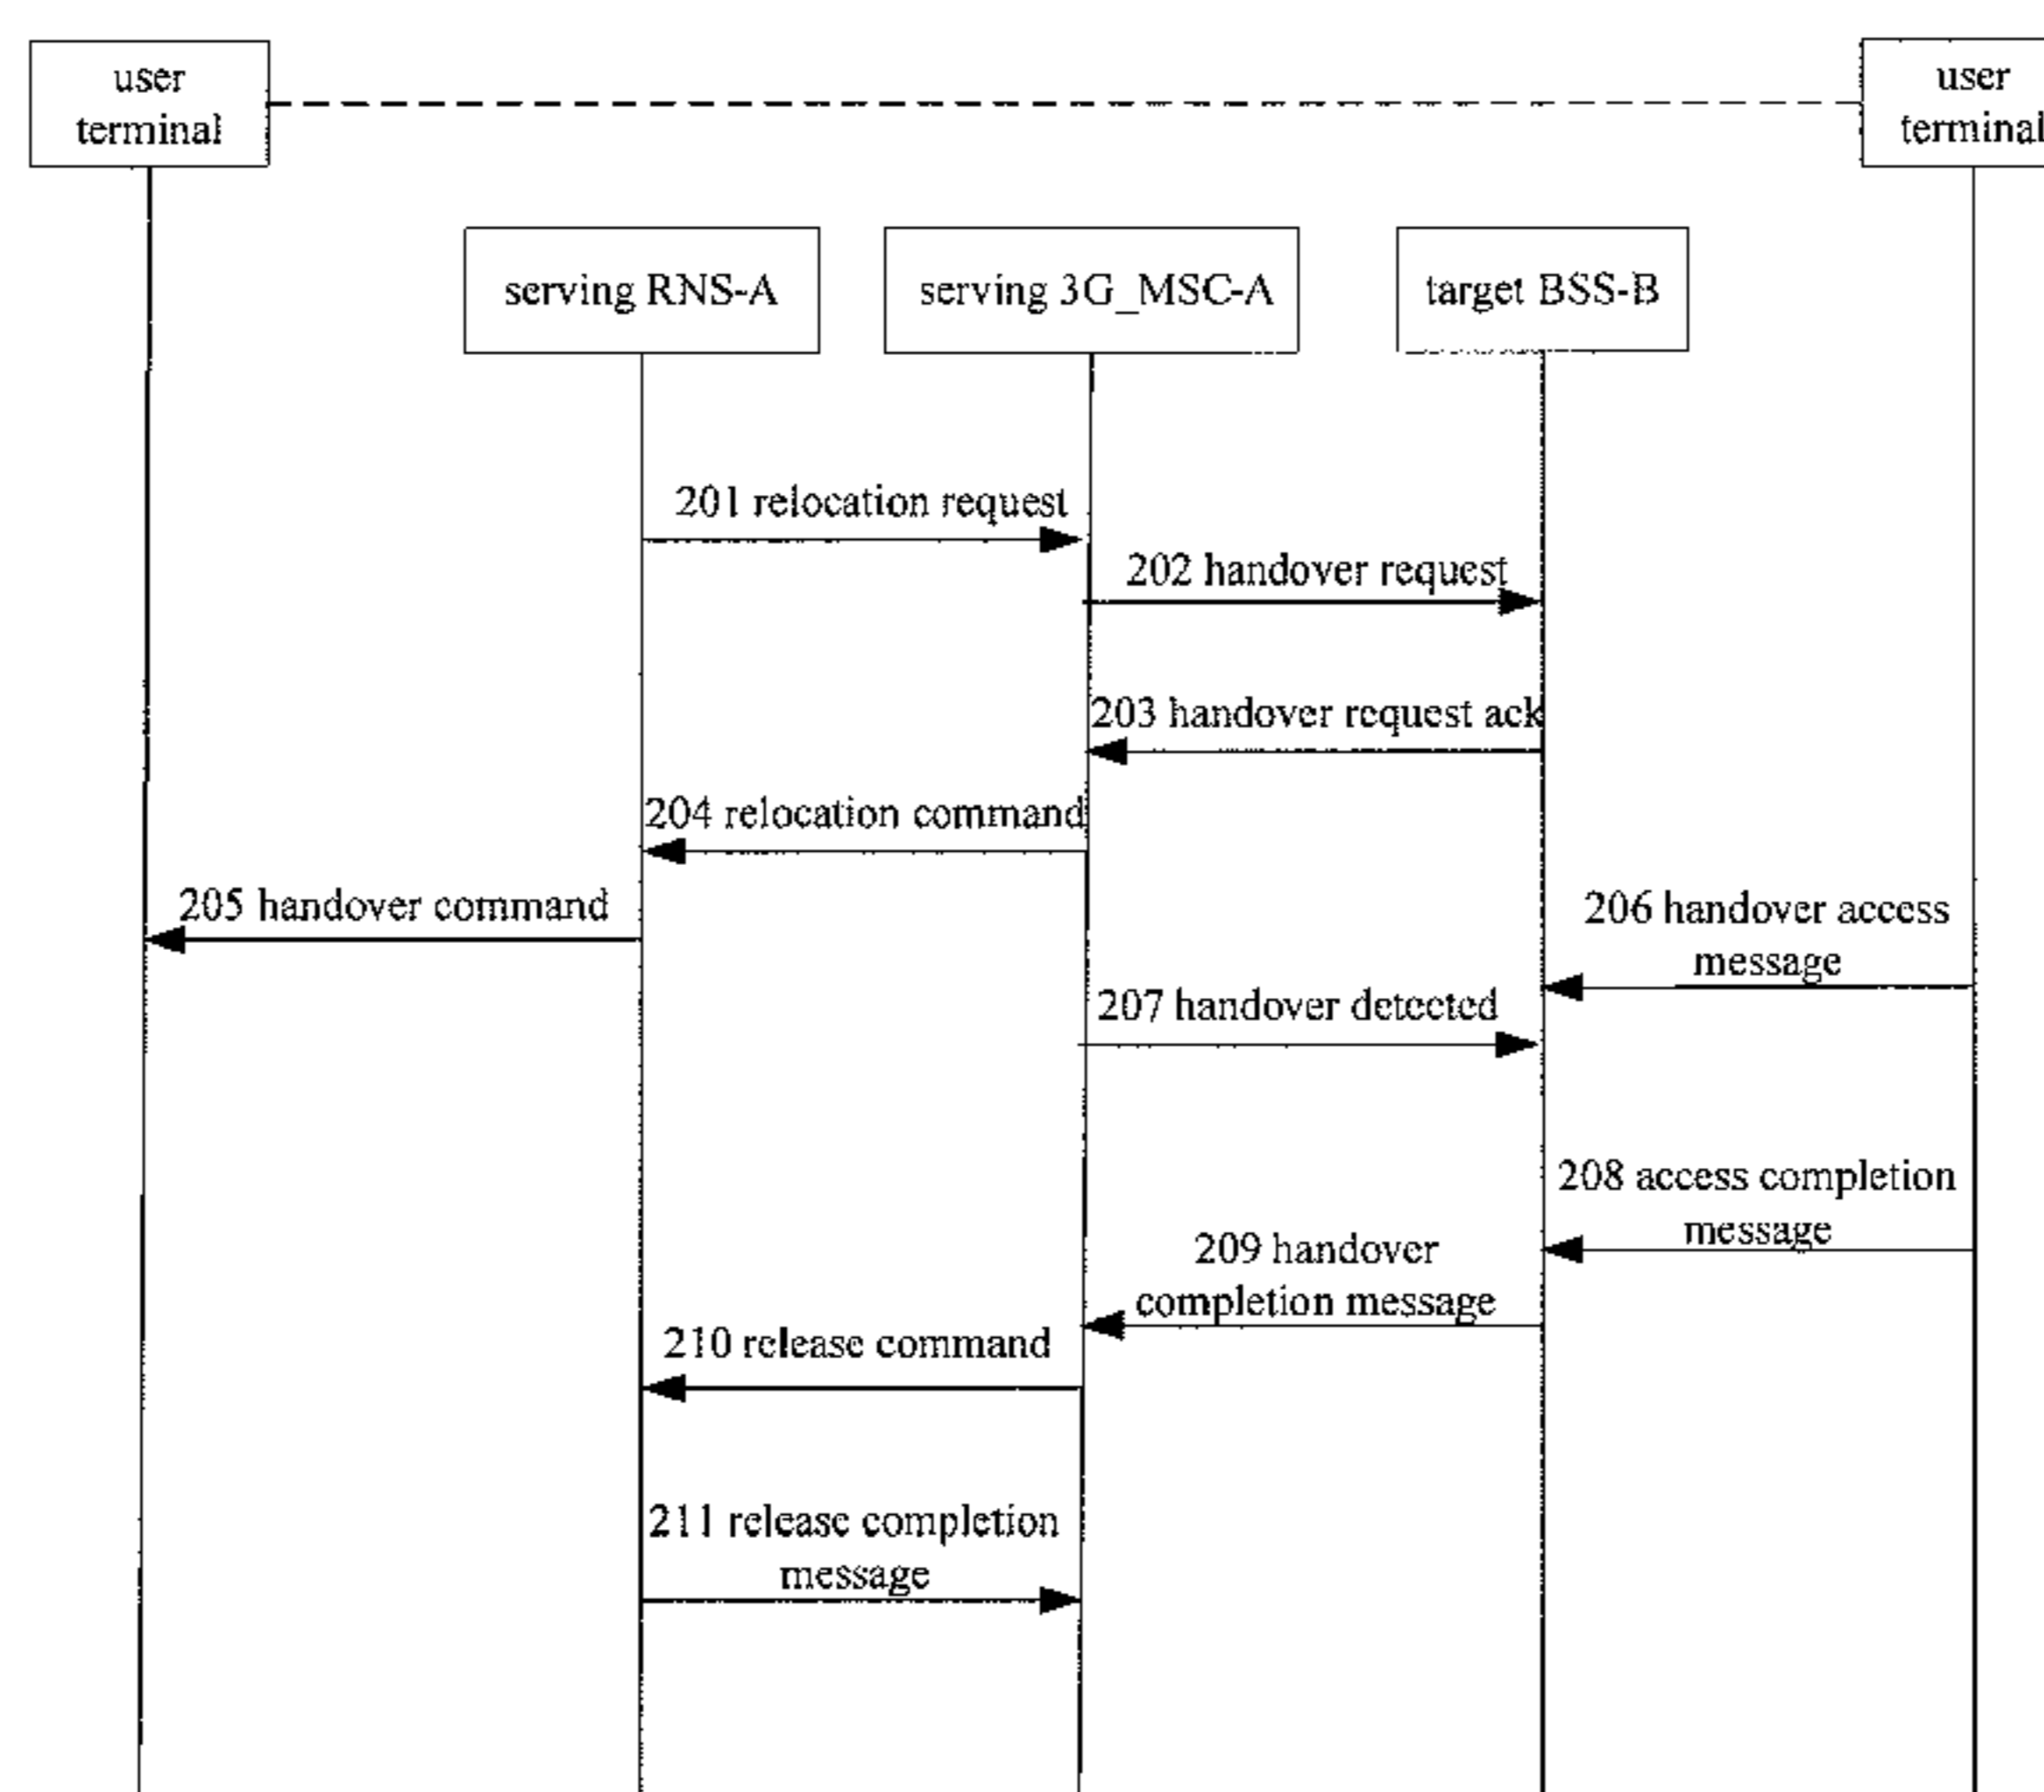 user
terminal
user
terminal
serving RNS-A
serving 3G_MSC-A
target BSS-B
201 relocation request
202 handover request
203 handover request ack
204 relocation command
205 handover command
206 handover access
message
207 handover detected
208 access completion
message
209 handover
completion message
210 release command
211 release completion
message